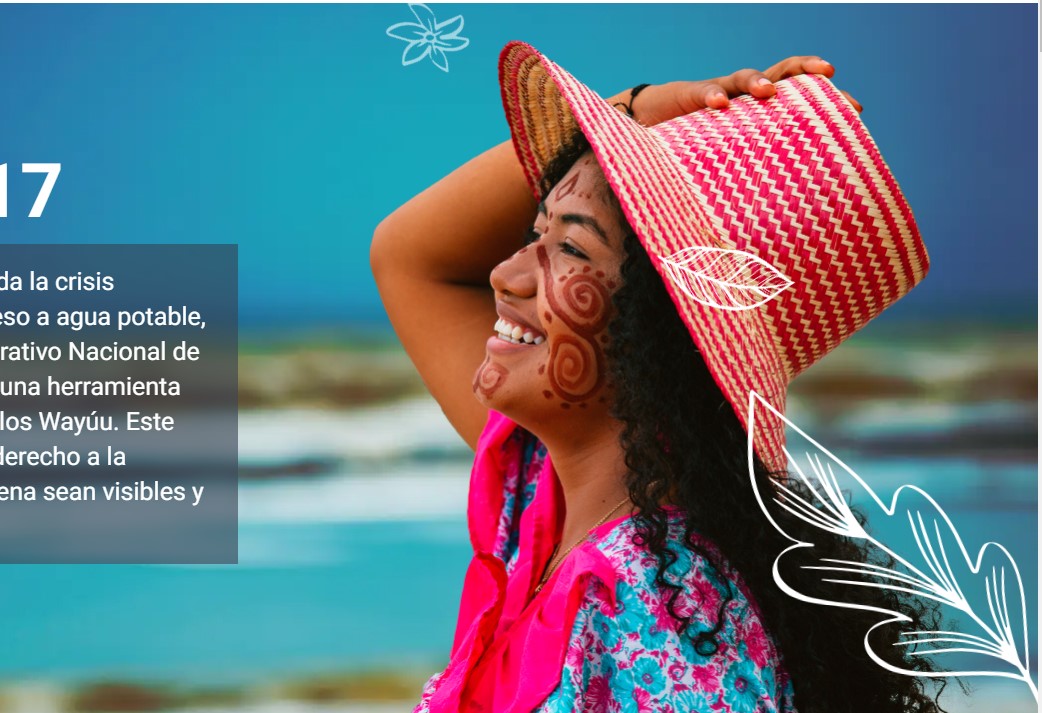 17
da la crisis
eso a agua potable,
rativo Nacional de
una herramienta
los Wayúu. Este
derecho a la
ena sean visibles y